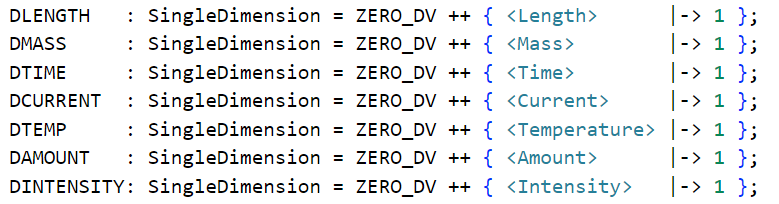 DLENGTH   : SingleDimension = ZERO_DV ++ { <Length>      |-> 1 };
DMASS     : SingleDimension = ZERO_DV ++ { <Mass>        |-> 1 };
DTIME     : SingleDimension = ZERO_DV ++ { <Time>        |-> 1 };
DCURRENT  : SingleDimension = ZERO_DV ++ { <Current>     |-> 1 };
DTEMP     : SingleDimension = ZERO_DV ++ { <Temperature> |-> 1 };
DAMOUNT   : SingleDimension = ZERO_DV ++ { <Amount>      |-> 1 };
DINTENSITY: SingleDimension = ZERO_DV ++ { <Intensity>   |-> 1 };